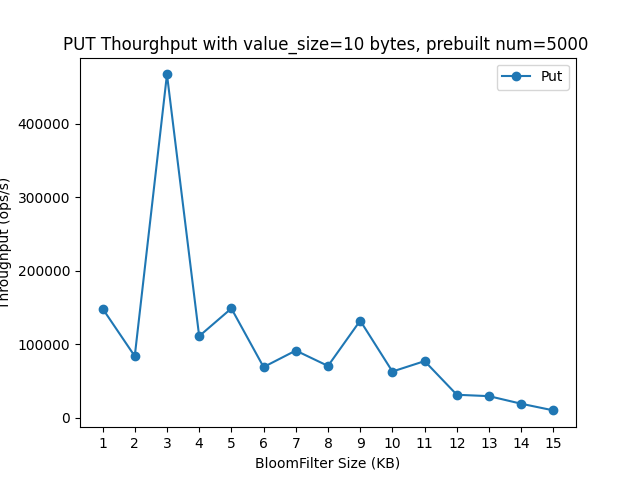 PUT Thourghput with value_size=10 bytes, prebuilt num=5000
Put
Throughput (ops/s)
400000
300000
200000
100000
0
1 2 3 4 5 6 7 8 9 10 11 12 13 14 15
BloomFilter Size (KB)